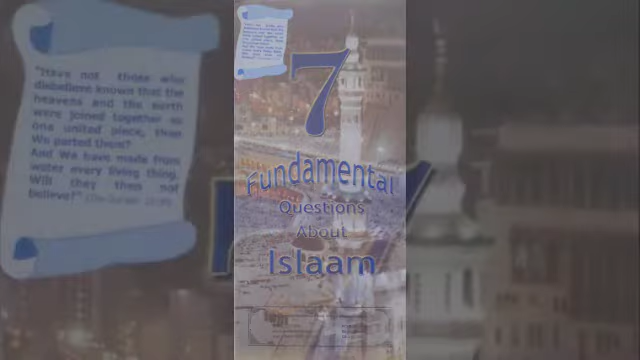 "Have not those who
disbelieve known that the
heavens and the earth
were joined together as
one united piece, then
We parted them?
And We have made from
water every living thing.
Will they then not
believe?"
7
Fundamental
Questions
About
Islaam